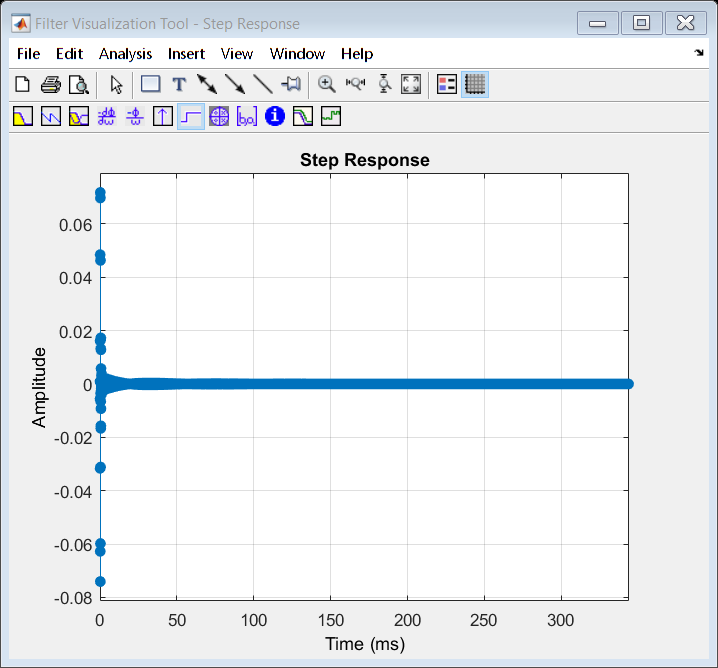 Filter Visualization Tool - Step Response
File Edit Analysis Insert View Window Help
Step Response
0.06
0.04
0.02
0
-0.02
-0.04
-0.06
-0.08
Amplitude
0 50 100 150 200 250 300
Time (ms)